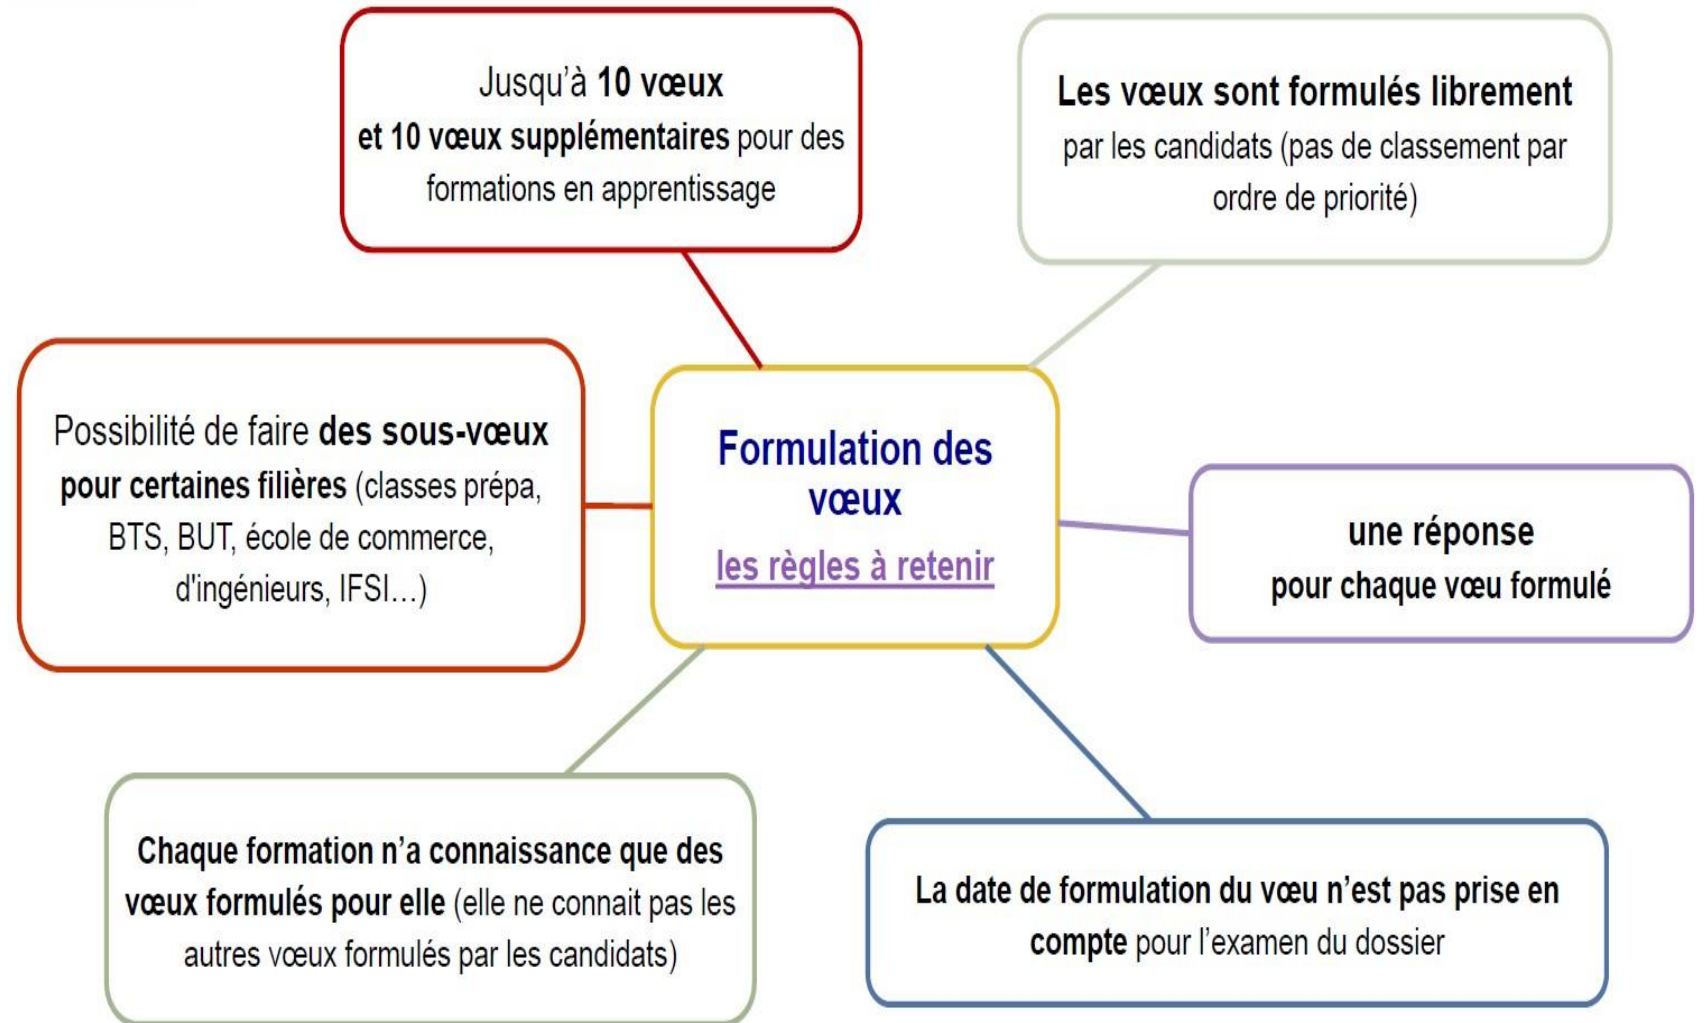 Jusqu'à 10 vœux
et 10 vœux supplémentaires pour des
formations en apprentissage
Les vœux sont formulés librement
par les candidats (pas de classement par
ordre de priorité)
Possibilité de faire des sous-vœux
pour certaines filières (classes prépa,
BTS, BUT, école de commerce,
d'ingénieurs, IFSI…)
Formulation des
vœux
les règles à retenir
une réponse
pour chaque vœu formulé
Chaque formation n'a connaissance que des
vœux formulés pour elle (elle ne connait pas les
autres vœux formulés par les candidats)
La date de formulation du vœu n'est pas prise en
compte pour l'examen du dossier